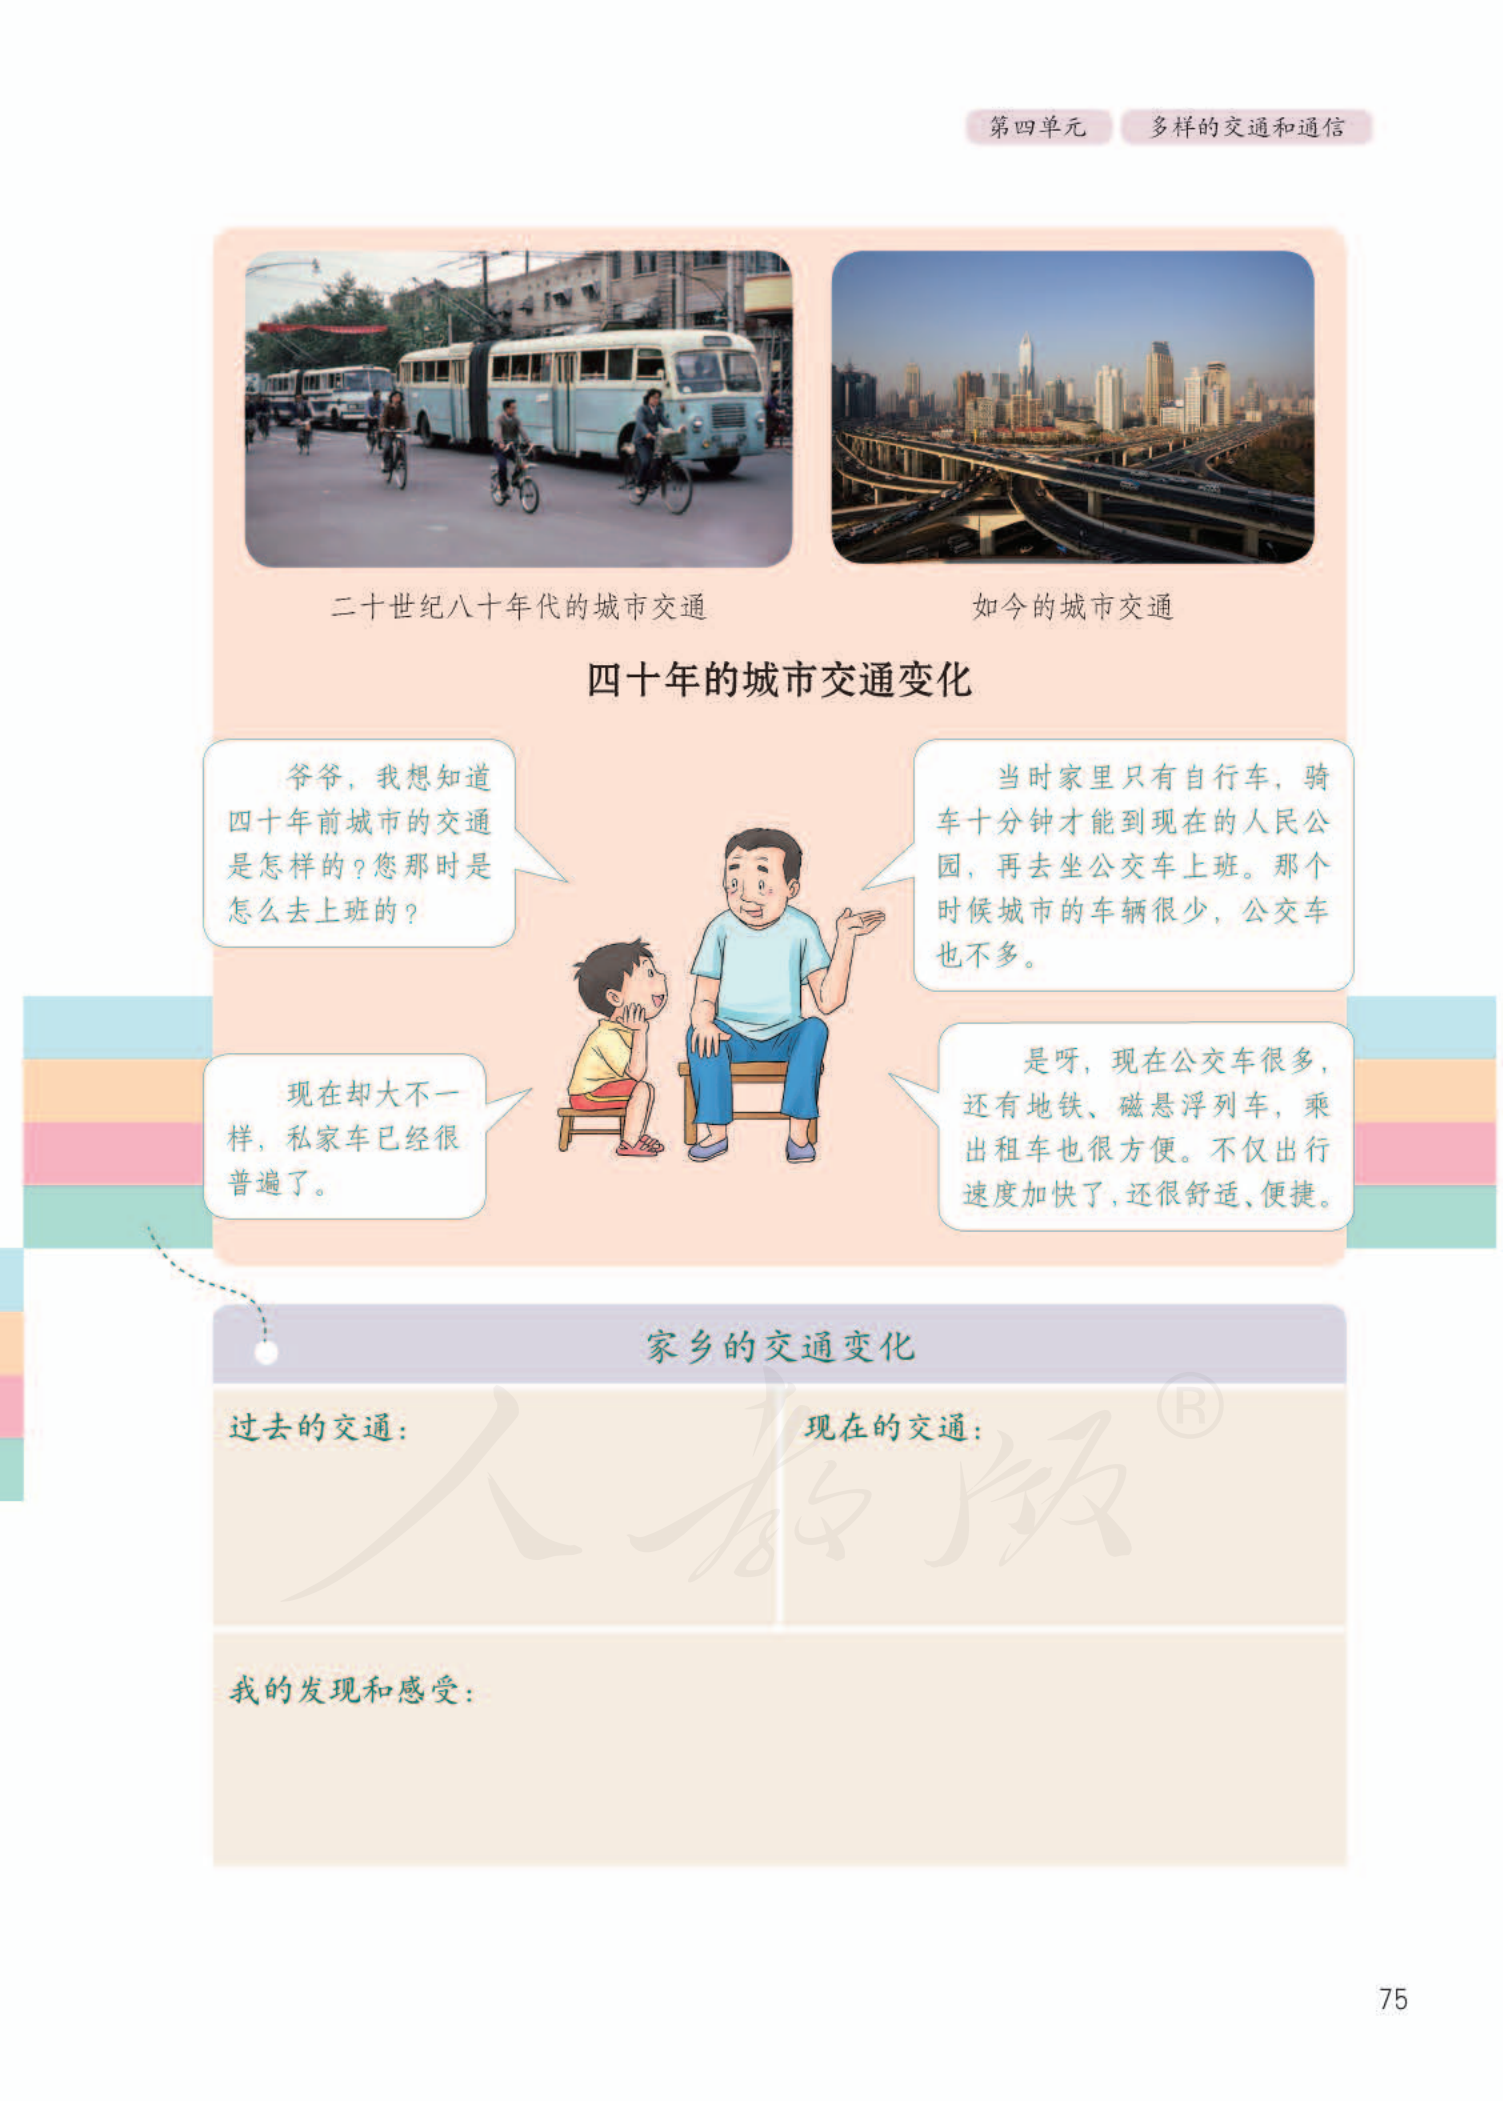 第四单元 多样的交通和通信
二十世纪八十年代的城市交通
如今的城市交通
四十年的城市交通变化
爷爷，我想知道
四十年前城市的交通
是怎样的？您那时是
怎么去上班的？
当时家里只有自行车，骑
车十分钟才能到现在的人民公
园，再去坐公交车上班。那个
时候城市的车辆很少，公交车
也不多。
现在却大不一
样，私家车已经很
普遍了。
是呀，现在公交车很多，
还有地铁、磁悬浮列车，乘
出租车也很方便。不仅出行
速度加快了，还很舒适、便捷。
家乡的交通变化
过去的交通：
现在的交通：
我的发现和感受：
人教版®
75